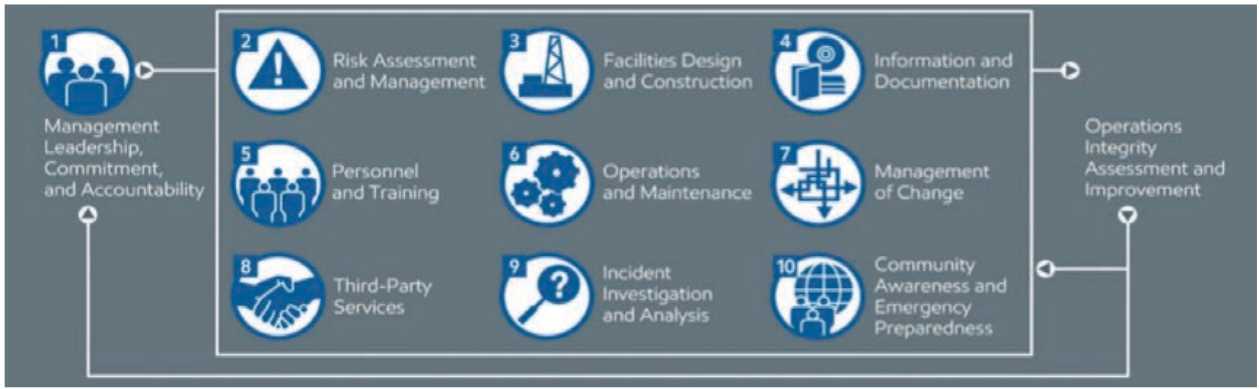 1
Management
Leadership,
Commitment,
and Accountability
2
Risk Assessment
and Management
3
Facilities Design
and Construction
4
Information and
Documentation
5
Personnel
and Training
6
Operations
and Maintenance
7
Management
of Change
8
Third-Party
Services
9
?
Incident
Investigation
and Analysis
10
Community
Awareness and
Emergency
Preparedness
Operations
Integrity
Assessment and
Improvement